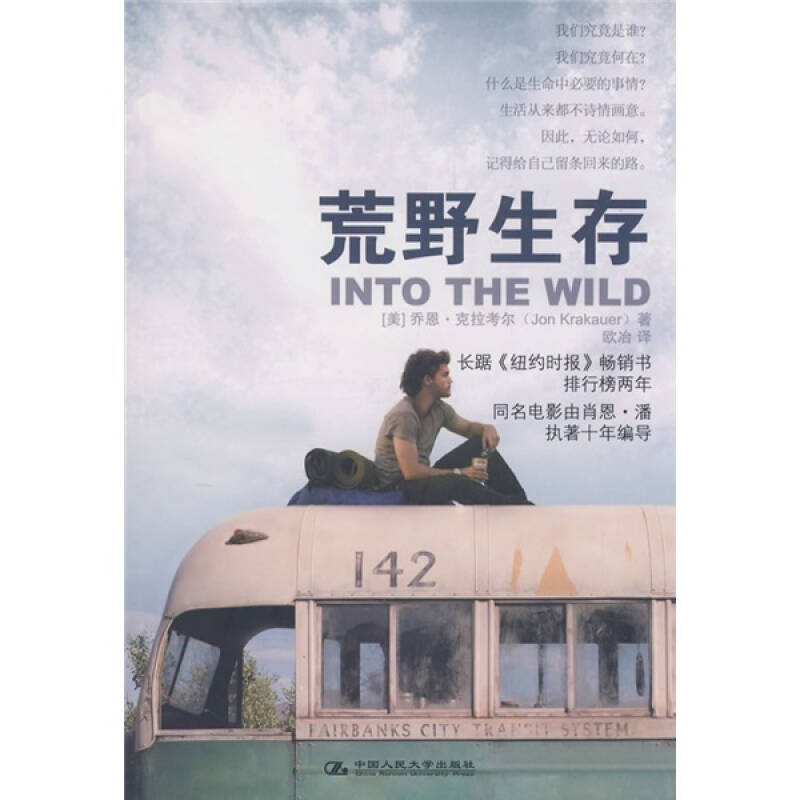 我们究竟是谁？
我们究竟何在？
什么是生命中必要的事情？
生活从来都不诗情画意。
因此，无论如何，
记得给自己留条回来的路。
荒野生存
INTO THE WILD
[美] 乔恩·克拉考尔（Jon Krakauer）著
欧冶 译
长踞《纽约时报》畅销书
排行榜两年
同名电影由肖恩·潘
执著十年编导
142
FAIRBANKS CITY TRANSIT SYSTEM
中国人民大学出版社
China Renmin University Press